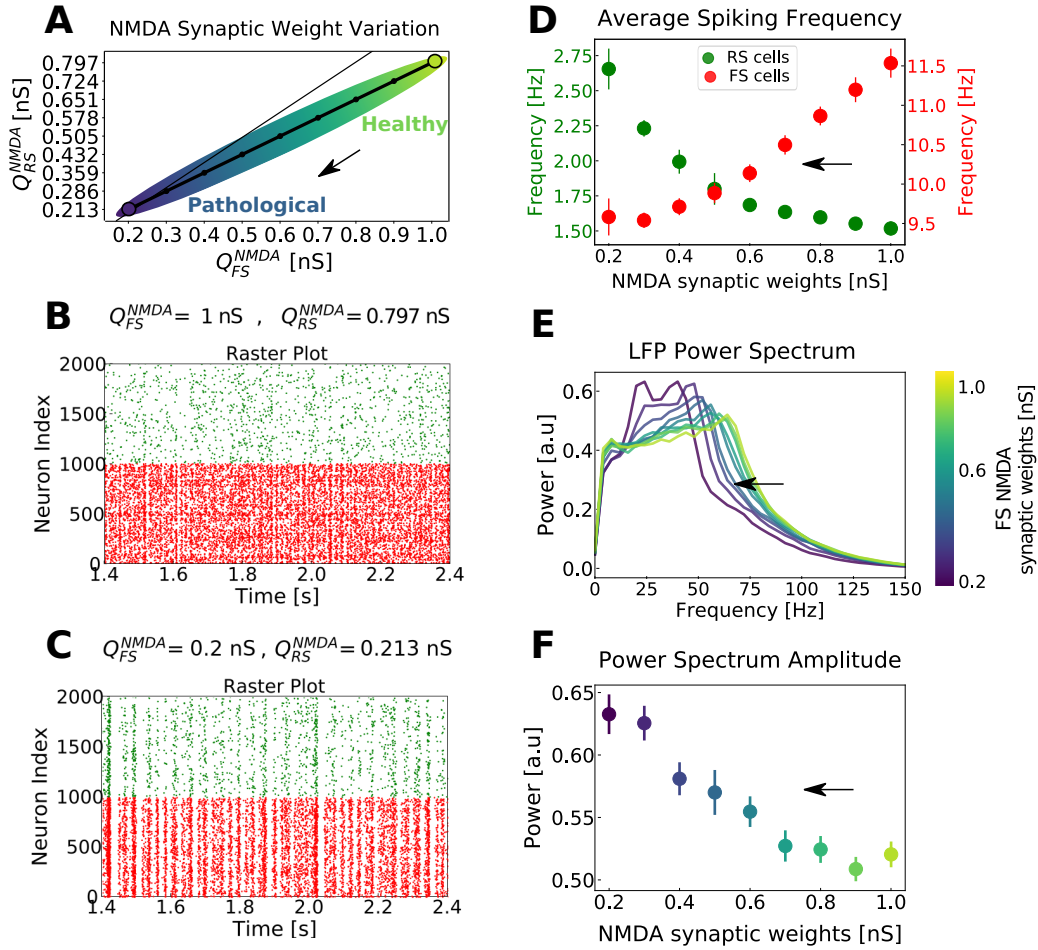 A
NMDA Synaptic Weight Variation
Q_RS^NMDA [nS]
0.797
0.724
0.651
0.578
0.505
0.432
0.359
0.286
0.213
Healthy
Pathological
0.2 0.3 0.4 0.5 0.6 0.7 0.8 0.9 1.0
Q_FS^NMDA [nS]
B
Q_FS^NMDA = 1 nS , Q_RS^NMDA = 0.797 nS
Raster Plot
Neuron Index
2000
1500
1000
500
0
1.4 1.6 1.8 2.0 2.2 2.4
Time [s]
C
Q_FS^NMDA = 0.2 nS , Q_RS^NMDA = 0.213 nS
Raster Plot
Neuron Index
2000
1500
1000
500
0
1.4 1.6 1.8 2.0 2.2 2.4
Time [s]
D
Average Spiking Frequency
Frequency [Hz]
2.75
2.50
2.25
2.00
1.75
1.50
RS cells
FS cells
11.5
11.0
10.5
10.0
9.5
Frequency [Hz]
0.2 0.4 0.6 0.8 1.0
NMDA synaptic weights [nS]
E
LFP Power Spectrum
Power [a.u]
0.6
0.4
0.2
0.0
0 25 50 75 100 125 150
Frequency [Hz]
1.0
0.6
0.2
FS NMDA
synaptic weights [nS]
F
Power Spectrum Amplitude
Power [a.u]
0.65
0.60
0.55
0.50
0.2 0.4 0.6 0.8 1.0
NMDA synaptic weights [nS]